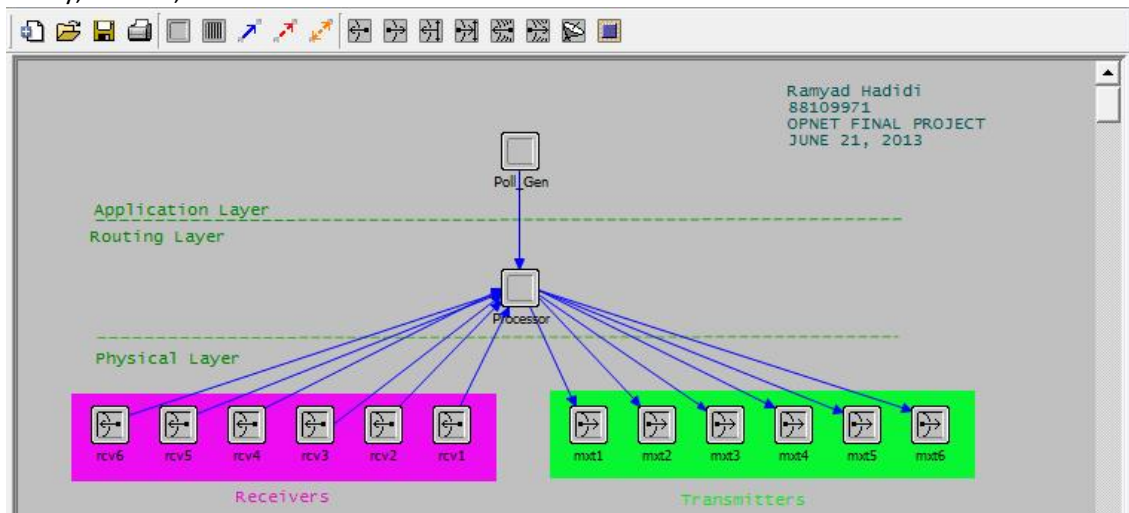 Ramyad Hadidi
88109971
OPNET FINAL PROJECT
JUNE 21, 2013
Poll_Gen
Application Layer
Routing Layer
Processor
Physical Layer
rcv6 rcv5 rcv4 rcv3 rcv2 rcv1 mxt1 mxt2 mxt3 mxt4 mxt5 mxt6
Receivers Transmitters